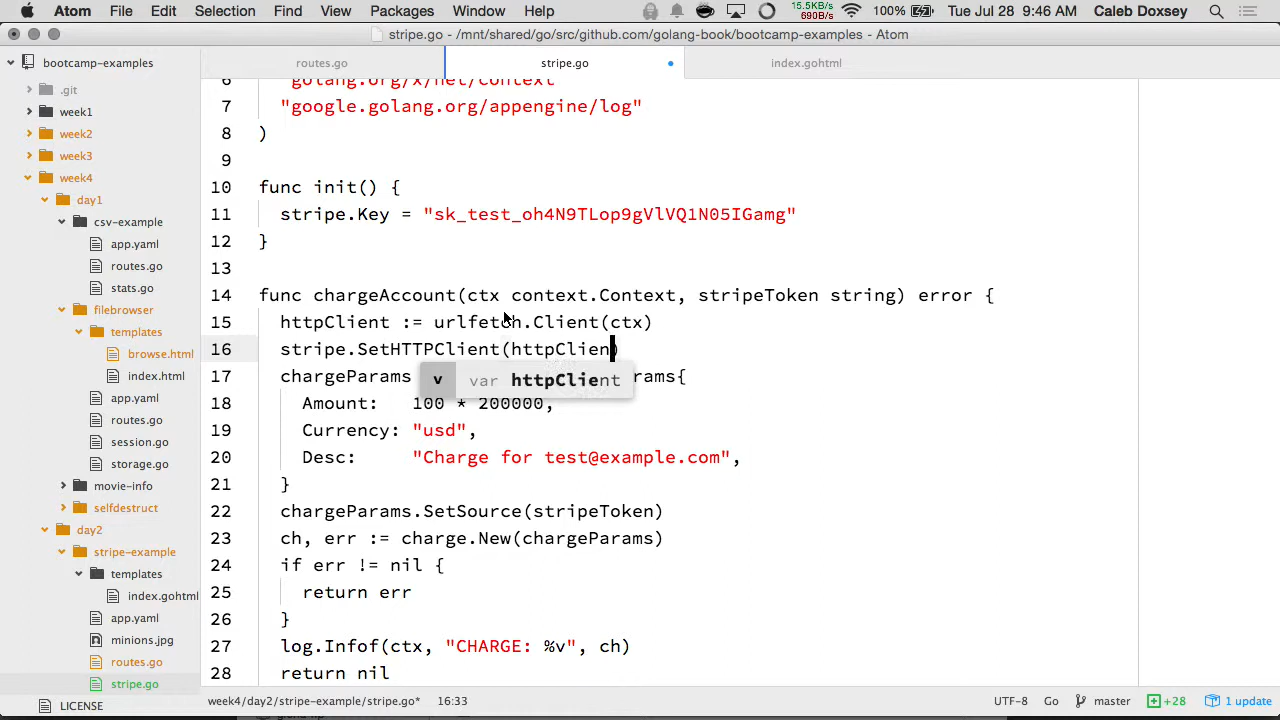 Atom File Edit Selection Find View Packages Window Help 15.5KB/s 690B/s 100% Tue Jul 28 9:46 AM Caleb Doxsey
stripe.go - /mnt/shared/go/src/github.com/golang-book/bootcamp-examples - Atom
bootcamp-examples
routes.go
stripe.go
index.gohtml
.git
week1
week2
week3
week4
day1
csv-example
app.yaml
routes.go
stats.go
filebrowser
templates
browse.html
index.html
app.yaml
routes.go
session.go
storage.go
movie-info
selfdestruct
day2
stripe-example
templates
index.gohtml
app.yaml
minions.jpg
routes.go
stripe.go
LICENSE
6 "golang.org/x/net/context"
7 "google.golang.org/appengine/log"
8 )
9
10 func init() {
11 stripe.Key = "sk_test_oh4N9TLop9gVlVQ1N05IGamg"
12 }
13
14 func chargeAccount(ctx context.Context, stripeToken string) error {
15 httpClient := urlfetch.Client(ctx)
16 stripe.SetHTTPClient(httpClien)
17 chargeParams rams{
v var httpClient
18 Amount: 100 * 200000,
19 Currency: "usd",
20 Desc: "Charge for test@example.com",
21 }
22 chargeParams.SetSource(stripeToken)
23 ch, err := charge.New(chargeParams)
24 if err != nil {
25 return err
26 }
27 log.Infof(ctx, "CHARGE: %v", ch)
28 return nil
week4/day2/stripe-example/stripe.go* 16:33 UTF-8 Go master +28 1 update